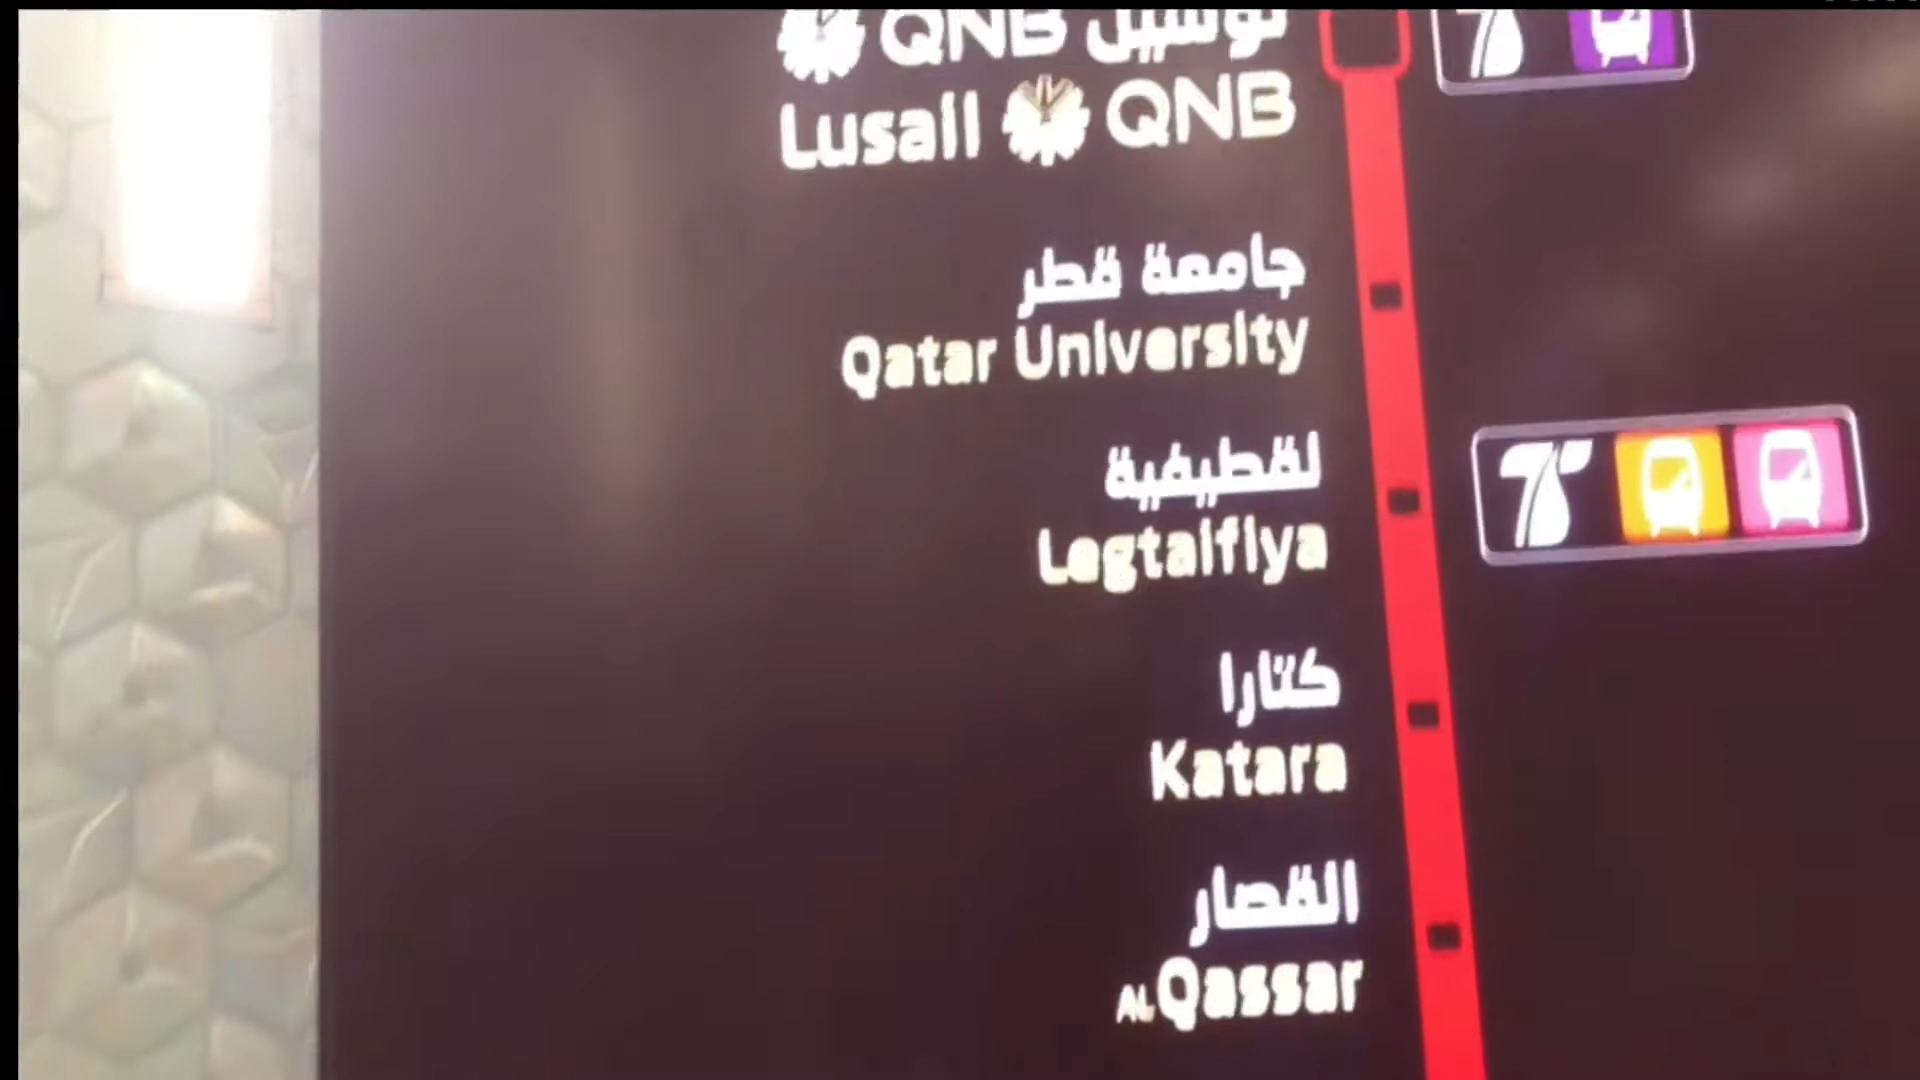 لوسيل QNB
Lusail QNB
جامعة قطر
Qatar University
لقطيفية
Legtaifiya
كتارا
Katara
القصار
AL Qassar